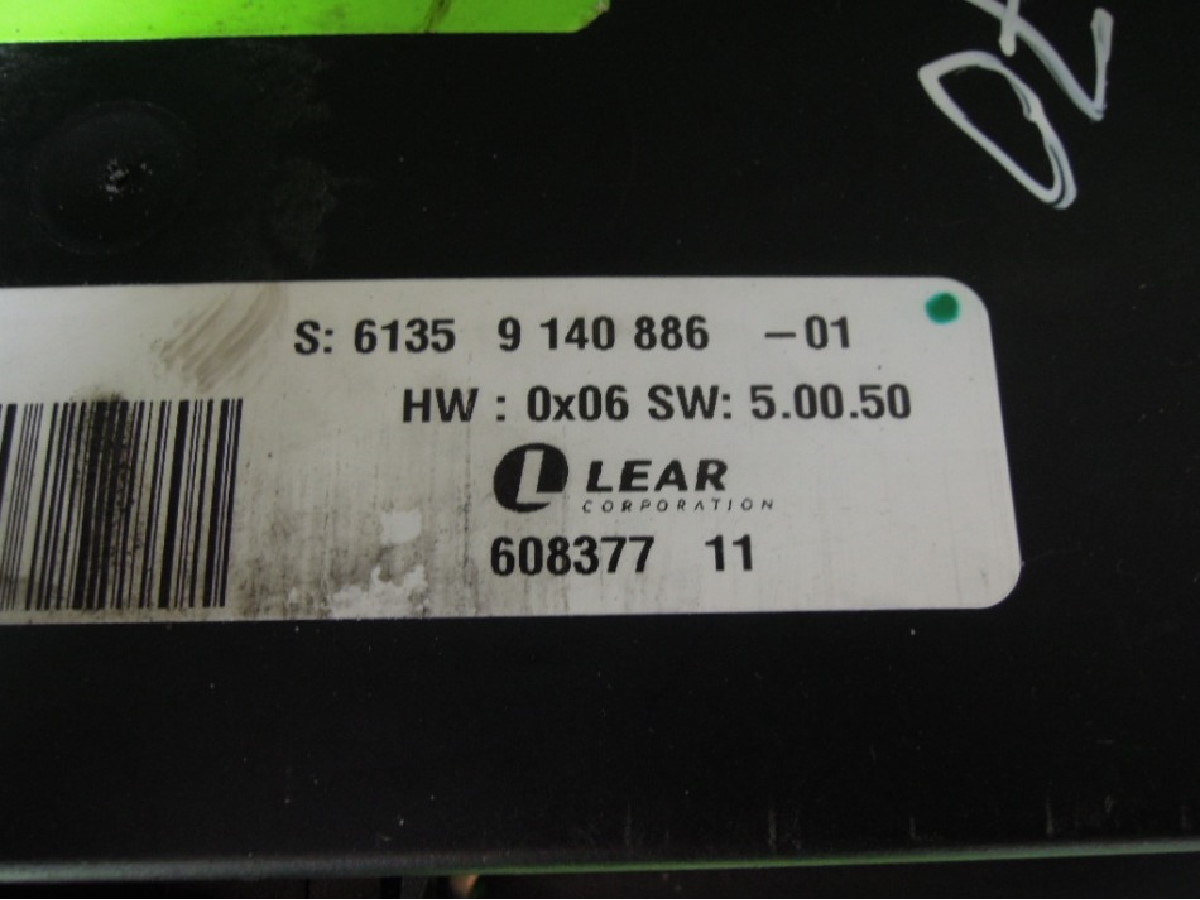 S: 6135 9 140 886 –01
HW : 0x06 SW: 5.00.50
L LEAR
CORPORATION
608377 11